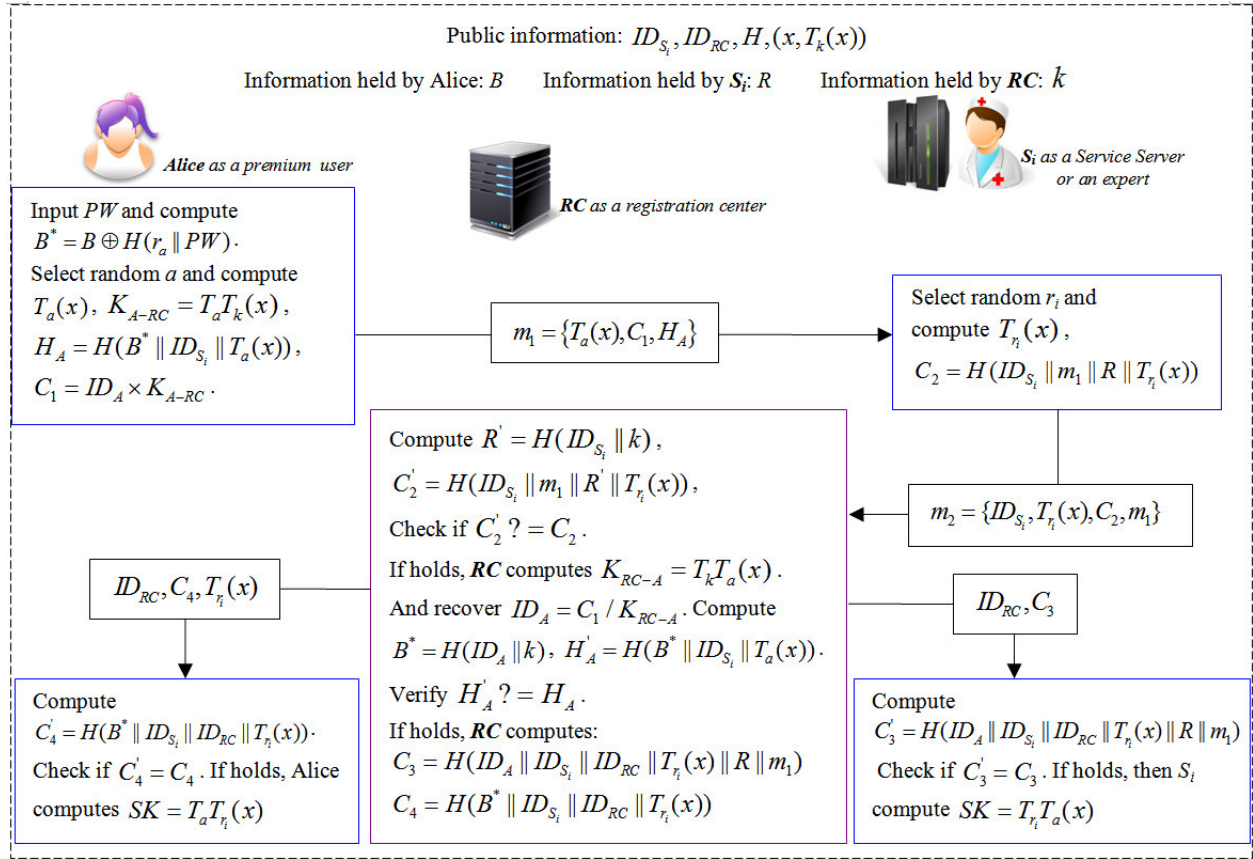 Public information: ID_{S_i}, ID_{RC}, H, (x, T_k(x))
Information held by Alice: B Information held by S_i: R Information held by RC: k
Alice as a premium user
RC as a registration center
S_i as a Service Server
or an expert
Input PW and compute
B^* = B ⊕ H(r_a || PW).
Select random a and compute
T_a(x), K_{A-RC} = T_aT_k(x),
H_A = H(B^* || ID_{S_i} || T_a(x)),
C_1 = ID_A × K_{A-RC}.
m_1 = {T_a(x), C_1, H_A}
Select random r_i and
compute T_{r_i}(x),
C_2 = H(ID_{S_i} || m_1 || R || T_{r_i}(x))
m_2 = {ID_{S_i}, T_{r_i}(x), C_2, m_1}
Compute R' = H(ID_{S_i} || k),
C_2' = H(ID_{S_i} || m_1 || R' || T_{r_i}(x)),
Check if C_2' ? = C_2.
If holds, RC computes K_{RC-A} = T_kT_a(x).
And recover ID_A = C_1 / K_{RC-A}. Compute
B^* = H(ID_A || k), H_A' = H(B^* || ID_{S_i} || T_a(x)).
Verify H_A' ? = H_A.
If holds, RC computes:
C_3 = H(ID_A || ID_{S_i} || ID_{RC} || T_{r_i}(x) || R || m_1)
C_4 = H(B^* || ID_{S_i} || ID_{RC} || T_{r_i}(x))
ID_{RC}, C_4, T_{r_i}(x)
ID_{RC}, C_3
Compute
C_4' = H(B^* || ID_{S_i} || ID_{RC} || T_{r_i}(x)).
Check if C_4' = C_4. If holds, Alice
computes SK = T_aT_{r_i}(x)
Compute
C_3' = H(ID_A || ID_{S_i} || ID_{RC} || T_{r_i}(x) || R || m_1)
Check if C_3' = C_3. If holds, then S_i
compute SK = T_{r_i}T_a(x)